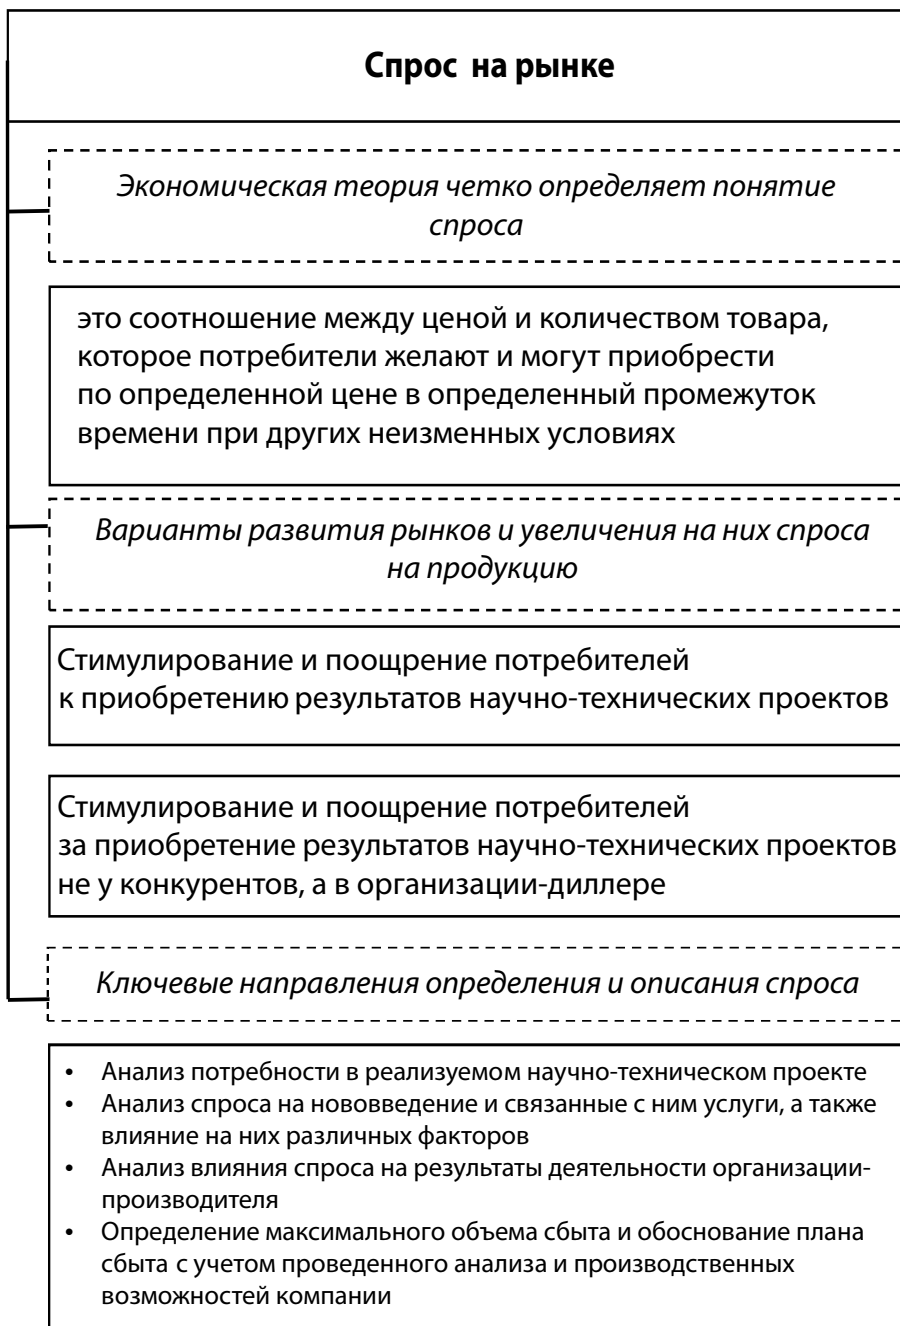 Спрос на рынке
Экономическая теория четко определяет понятие
спроса
это соотношение между ценой и количеством товара,
которое потребители желают и могут приобрести
по определенной цене в определенный промежуток
времени при других неизменных условиях
Варианты развития рынков и увеличения на них спроса
на продукцию
Стимулирование и поощрение потребителей
к приобретению результатов научно-технических проектов
Стимулирование и поощрение потребителей
за приобретение результатов научно-технических проектов
не у конкурентов, а в организации-диллере
Ключевые направления определения и описания спроса
• Анализ потребности в реализуемом научно-техническом проекте
• Анализ спроса на нововведение и связанные с ним услуги, а также
влияние на них различных факторов
• Анализ влияния спроса на результаты деятельности организации-
производителя
• Определение максимального объема сбыта и обоснование плана
сбыта с учетом проведенного анализа и производственных
возможностей компании